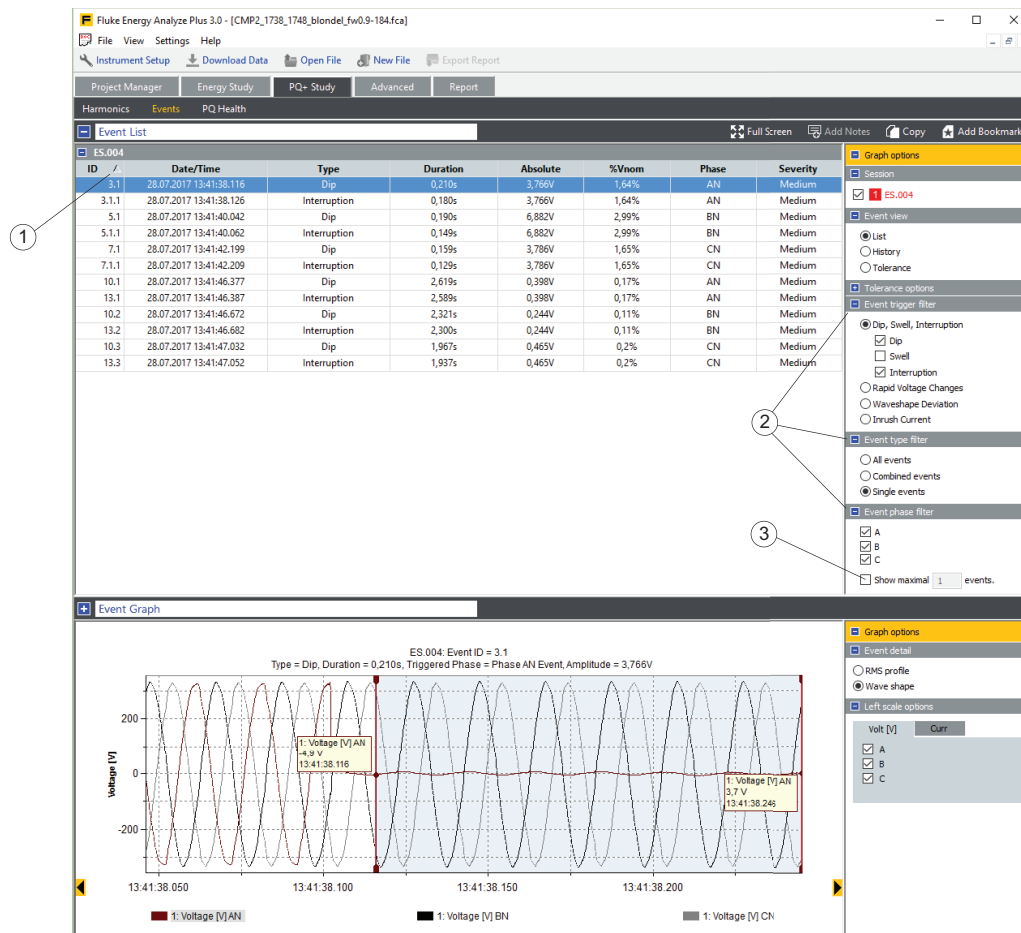 Fluke Energy Analyze Plus 3.0 - [CMP2_1738_1748_blondel_fw0.9-184.fca]
File View Settings Help
Instrument Setup Download Data Open File New File Export Report
Project Manager Energy Study PQ+ Study Advanced Report
Harmonics Events PQ Health
Event List Full Screen Add Notes Copy Add Bookmark
ES.004
ID Date/Time Type Duration Absolute %Vnom Phase Severity
3.1 28.07.2017 13:41:38.116 Dip 0,210s 3,766V 1,64% AN Medium
3.1.1 28.07.2017 13:41:38.126 Interruption 0,180s 3,766V 1,64% AN Medium
5.1 28.07.2017 13:41:40.042 Dip 0,190s 6,882V 2,99% BN Medium
5.1.1 28.07.2017 13:41:40.062 Interruption 0,149s 6,882V 2,99% BN Medium
7.1 28.07.2017 13:41:42.199 Dip 0,159s 3,786V 1,65% CN Medium
7.1.1 28.07.2017 13:41:42.209 Interruption 0,129s 3,786V 1,65% CN Medium
10.1 28.07.2017 13:41:46.377 Dip 2,619s 0,398V 0,17% AN Medium
13.1 28.07.2017 13:41:46.387 Interruption 2,589s 0,398V 0,17% AN Medium
10.2 28.07.2017 13:41:46.672 Dip 2,321s 0,244V 0,11% BN Medium
13.2 28.07.2017 13:41:46.682 Interruption 2,300s 0,244V 0,11% BN Medium
10.3 28.07.2017 13:41:47.032 Dip 1,967s 0,465V 0,2% CN Medium
13.3 28.07.2017 13:41:47.052 Interruption 1,937s 0,465V 0,2% CN Medium
1
2
3
Graph options
Session
1 ES.004
Event view
List
History
Tolerance
Tolerance options
Event trigger filter
Dip, Swell, Interruption
Dip
Swell
Interruption
Rapid Voltage Changes
Waveshape Deviation
Inrush Current
Event type filter
All events
Combined events
Single events
Event phase filter
A
B
C
Show maximal 1 events.
Event Graph
ES.004: Event ID = 3.1
Type = Dip, Duration = 0,210s, Triggered Phase = Phase AN Event, Amplitude = 3,766V
Voltage [V]
200
0
-200
1: Voltage [V] AN
-4,9 V
13:41:38.116
1: Voltage [V] AN
3,7 V
13:41:38.246
13:41:38.050 13:41:38.100 13:41:38.150 13:41:38.200
1: Voltage [V] AN 1: Voltage [V] BN 1: Voltage [V] CN
Graph options
Event detail
RMS profile
Wave shape
Left scale options
Volt [V] Curr
A
B
C